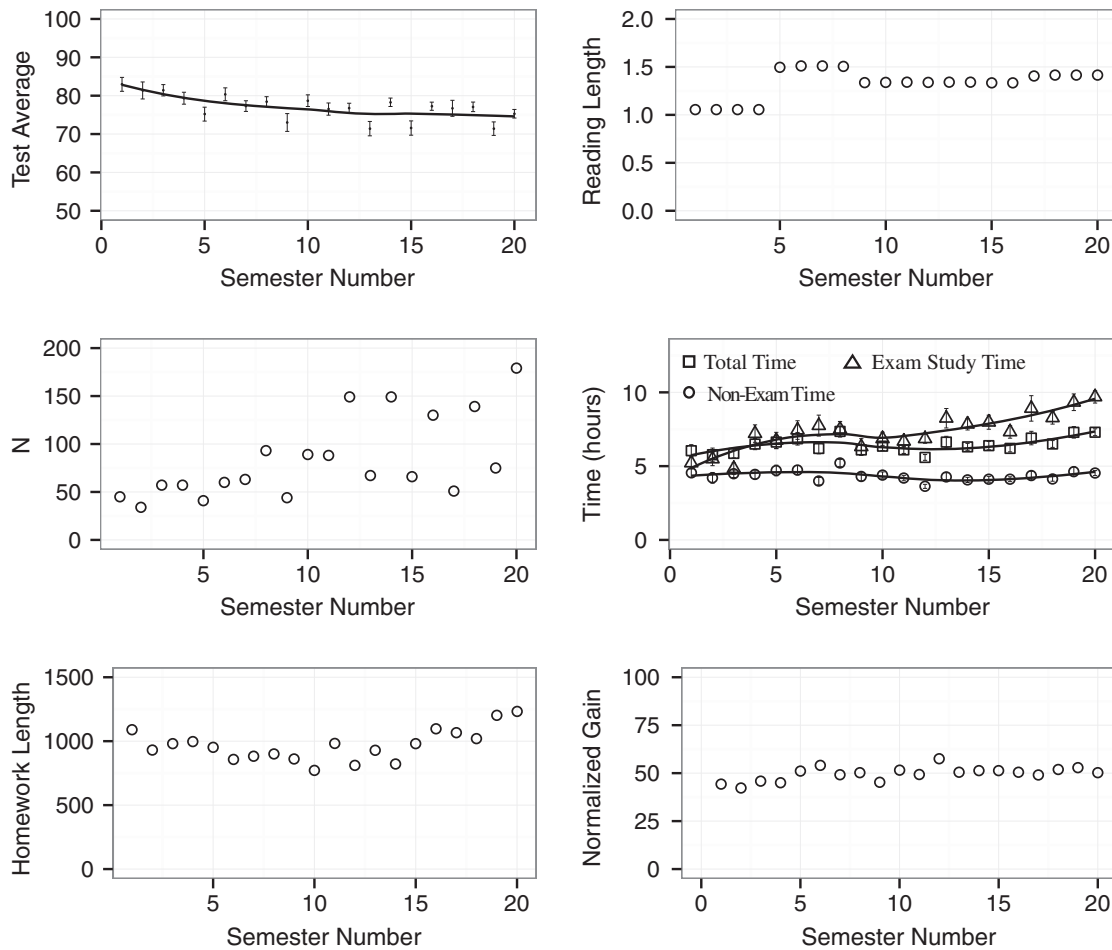 100
90
80
70
60
50
Test Average
0 5 10 15 20
Semester Number
2.0
1.5
1.0
0.5
0.0
Reading Length
5 10 15 20
Semester Number
200
150
100
50
0
N
5 10 15 20
Semester Number
Total Time Exam Study Time
Non-Exam Time
10
5
0
Time (hours)
0 5 10 15 20
Semester Number
1500
1000
500
0
Homework Length
5 10 15 20
Semester Number
100
75
50
25
0
Normalized Gain
0 5 10 15 20
Semester Number